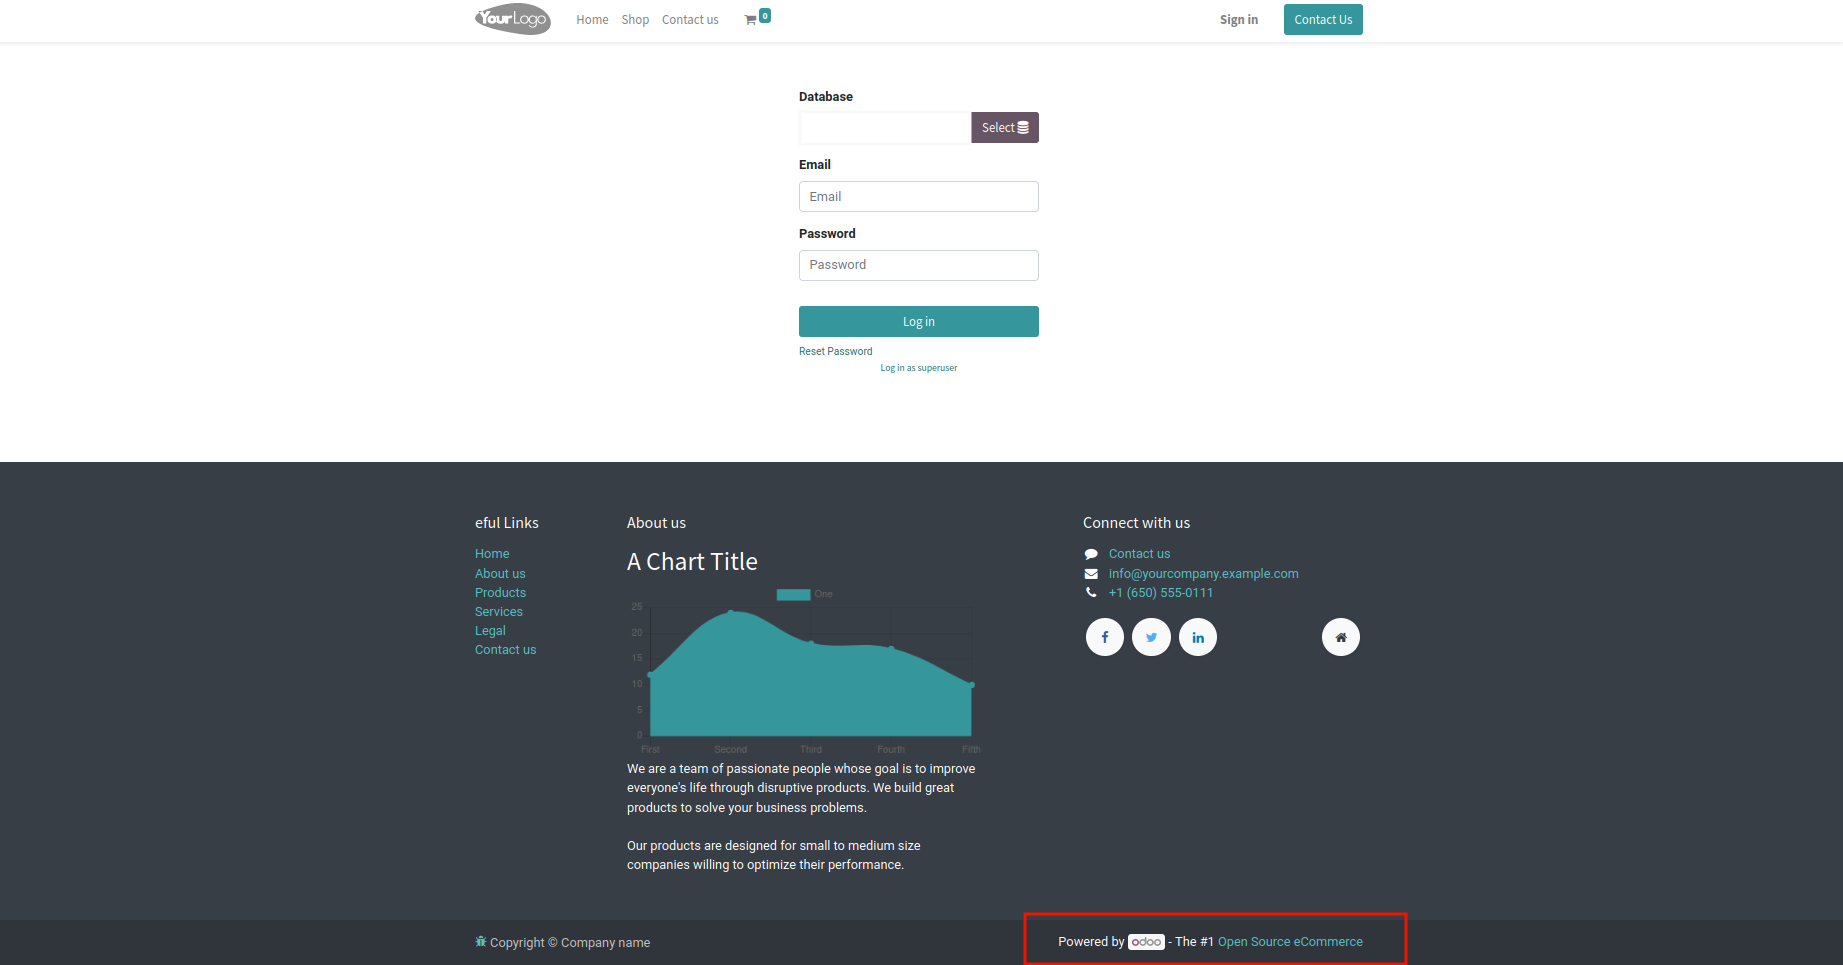 YourLogo
Home Shop Contact us 0 Sign in Contact Us
Database
Select
Email
Email
Password
Password
Log in
Reset Password
Log in as superuser
eful Links
Home
About us
Products
Services
Legal
Contact us
About us
A Chart Title
One
25
20
15
10
5
0
First Second Third Fourth Fifth
We are a team of passionate people whose goal is to improve
everyone's life through disruptive products. We build great
products to solve your business problems.
Our products are designed for small to medium size
companies willing to optimize their performance.
Connect with us
Contact us
info@yourcompany.example.com
+1 (650) 555-0111
Copyright © Company name
Powered by odoo - The #1 Open Source eCommerce